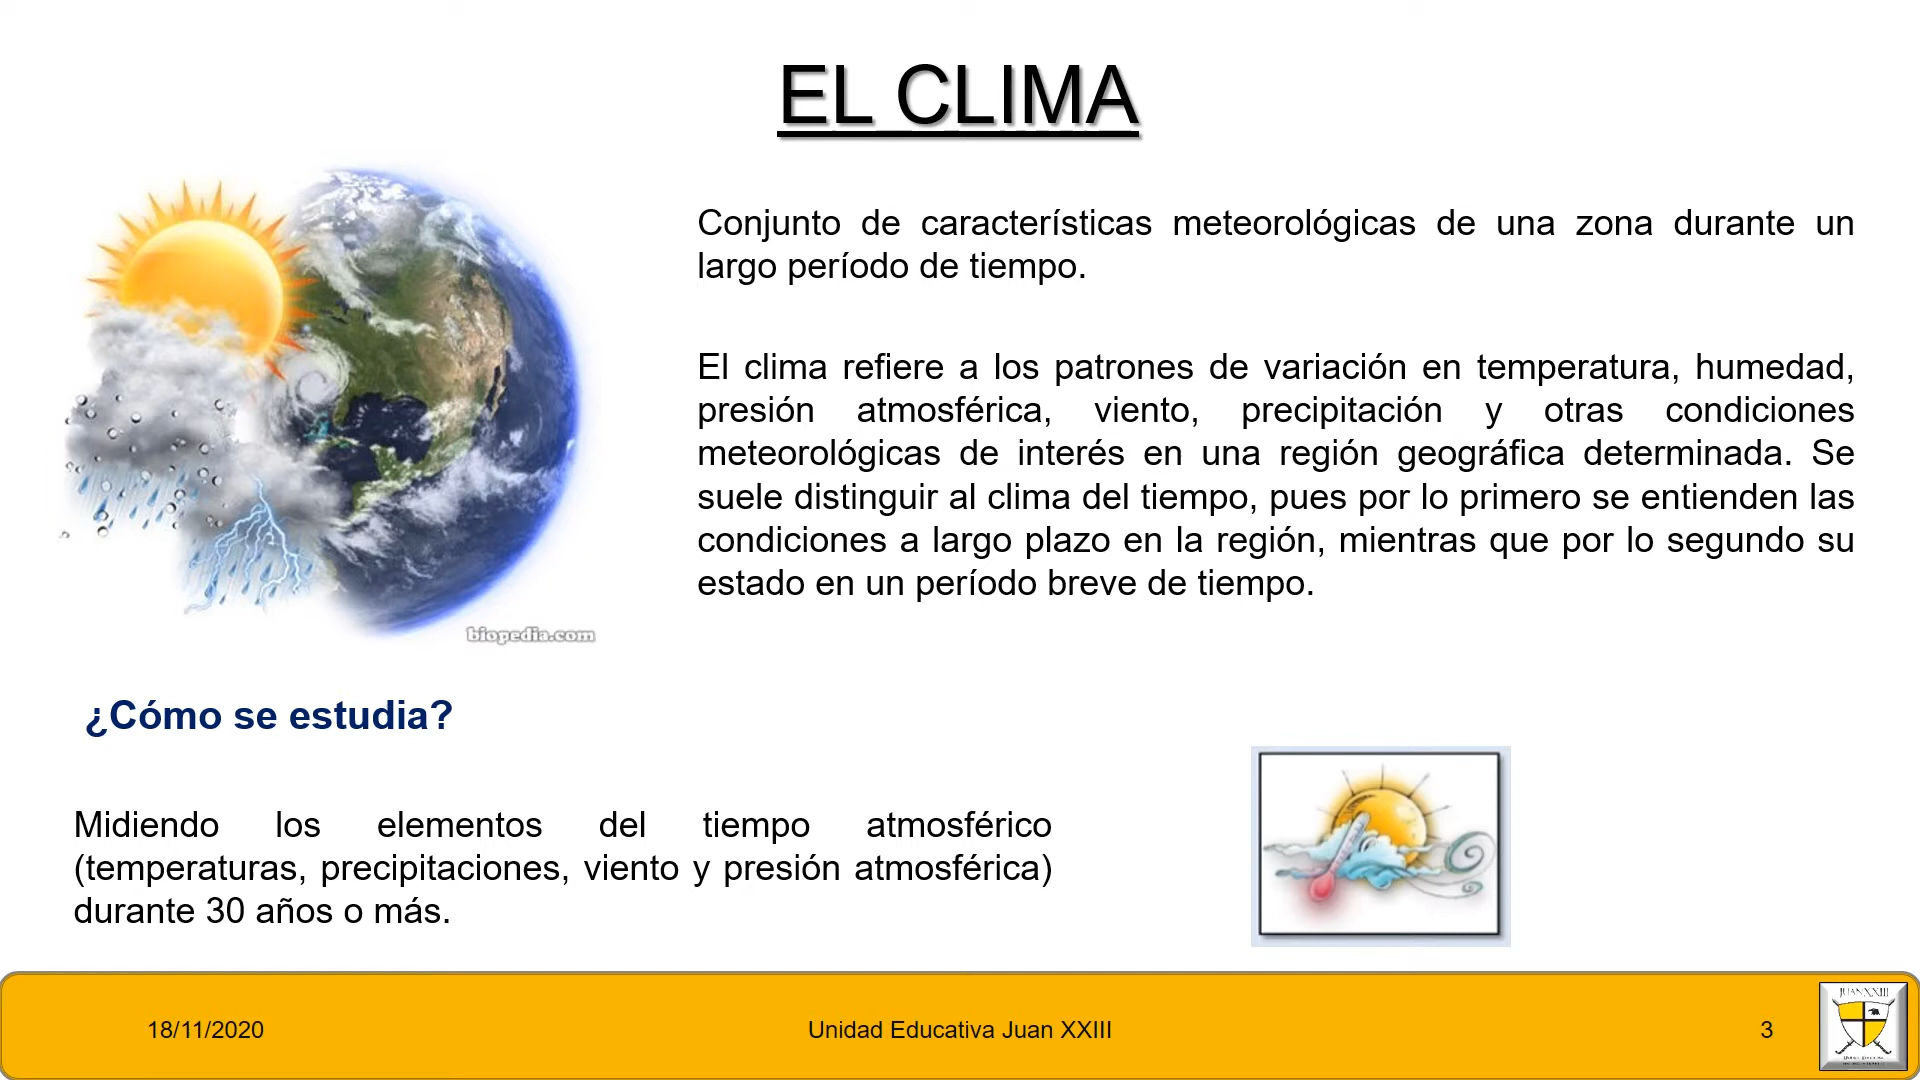 EL CLIMA
Conjunto de características meteorológicas de una zona durante un
largo período de tiempo.
El clima refiere a los patrones de variación en temperatura, humedad,
presión atmosférica, viento, precipitación y otras condiciones
meteorológicas de interés en una región geográfica determinada. Se
suele distinguir al clima del tiempo, pues por lo primero se entienden las
condiciones a largo plazo en la región, mientras que por lo segundo su
estado en un período breve de tiempo.
biopedia.com
¿Cómo se estudia?
Midiendo los elementos del tiempo atmosférico
(temperaturas, precipitaciones, viento y presión atmosférica)
durante 30 años o más.
18/11/2020
Unidad Educativa Juan XXIII
3
JUAN XXIII